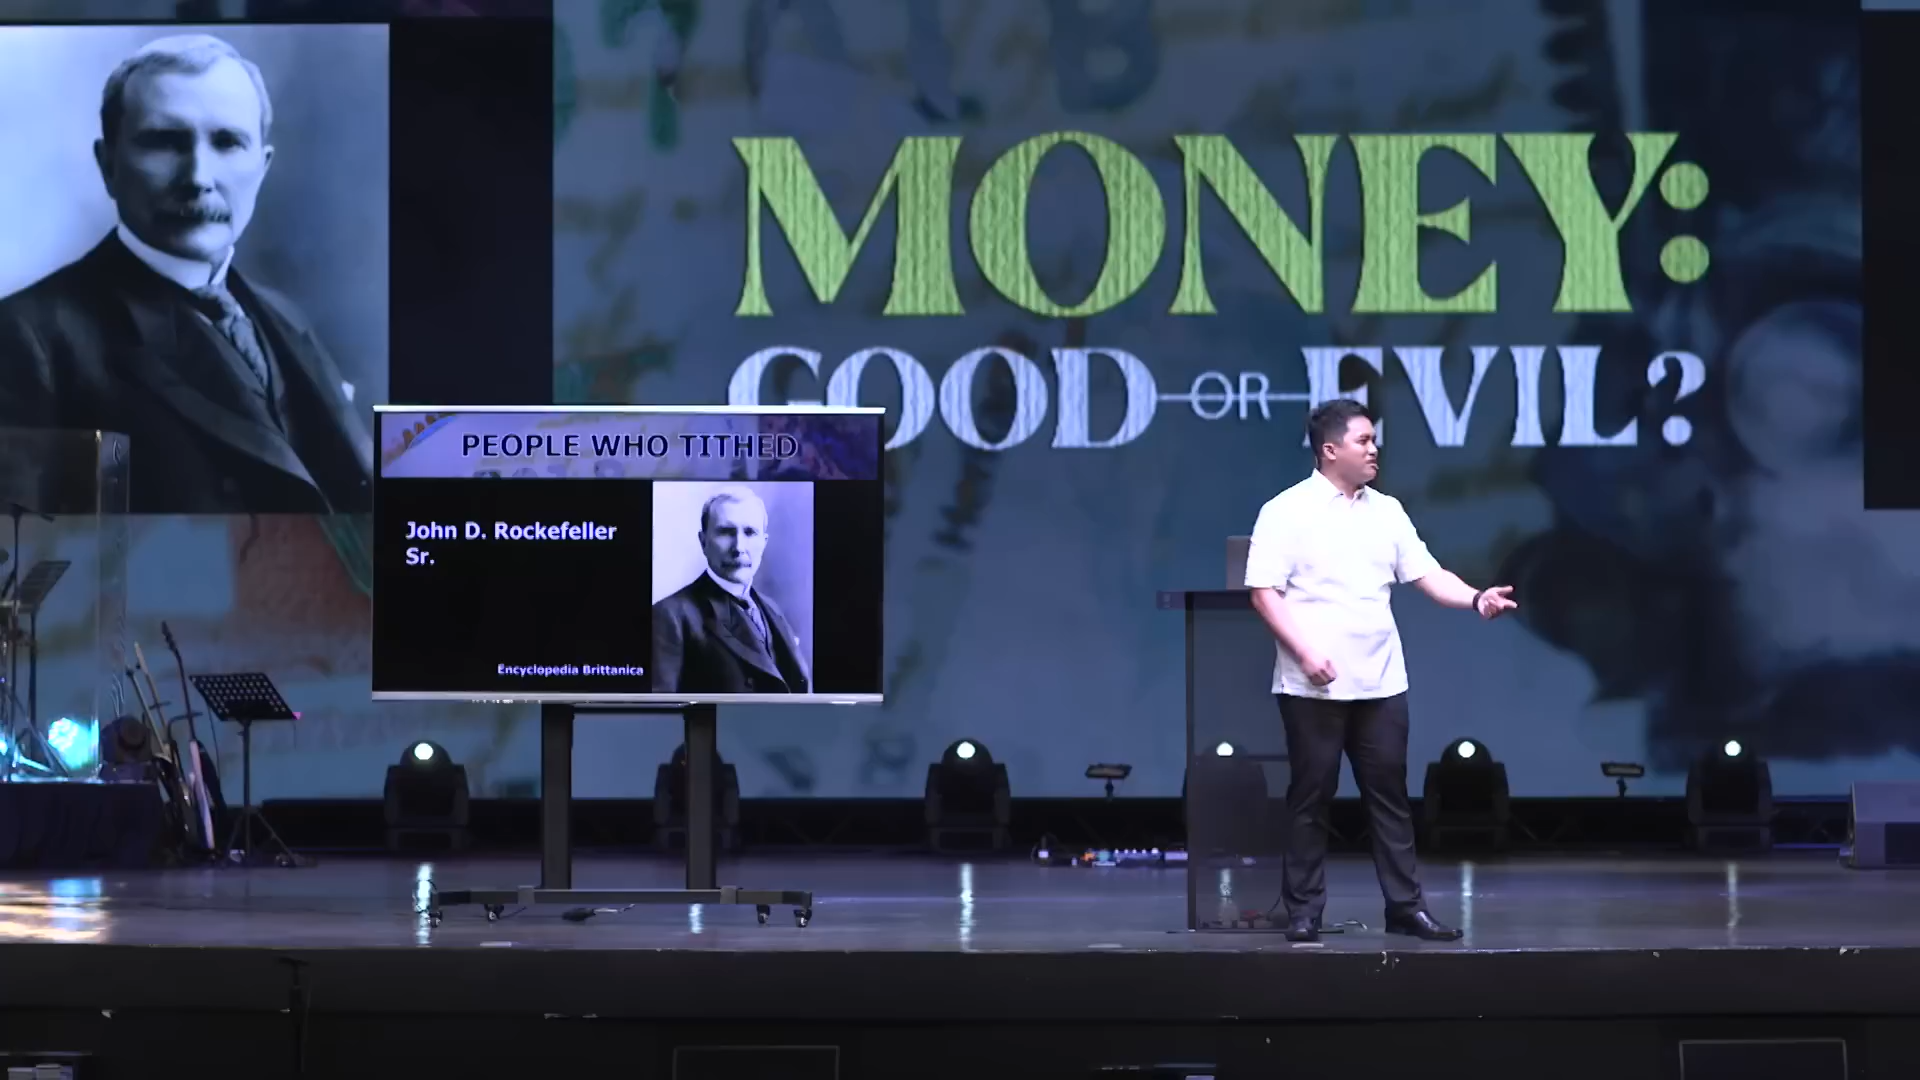 MONEY:
GOOD OR EVIL?
PEOPLE WHO TITHED
John D. Rockefeller
Sr.
Encyclopedia Brittanica